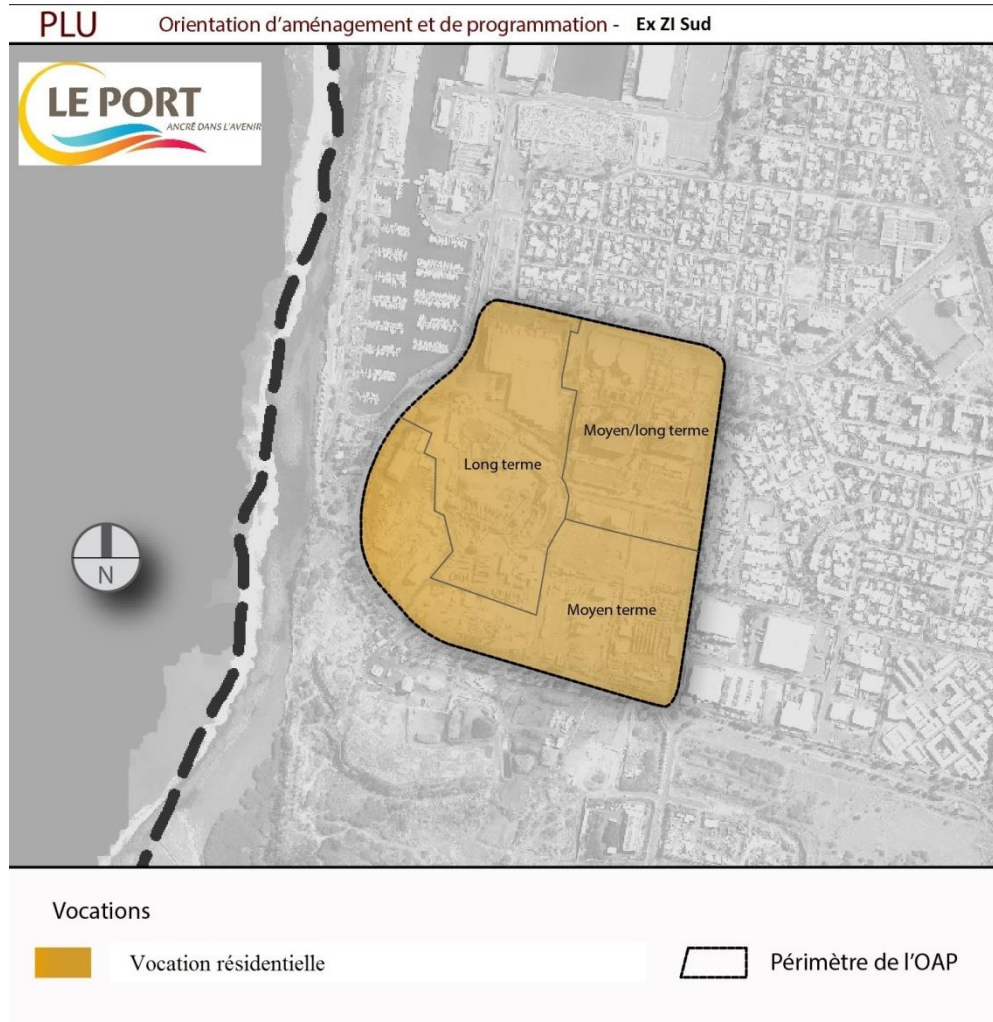 PLU
Orientation d'aménagement et de programmation - Ex ZI Sud
LE PORT
ANCRÉ DANS L'AVENIR
Moyen/long terme
Long terme
N
Moyen terme
Vocations
Vocation résidentielle
Périmètre de l'OAP